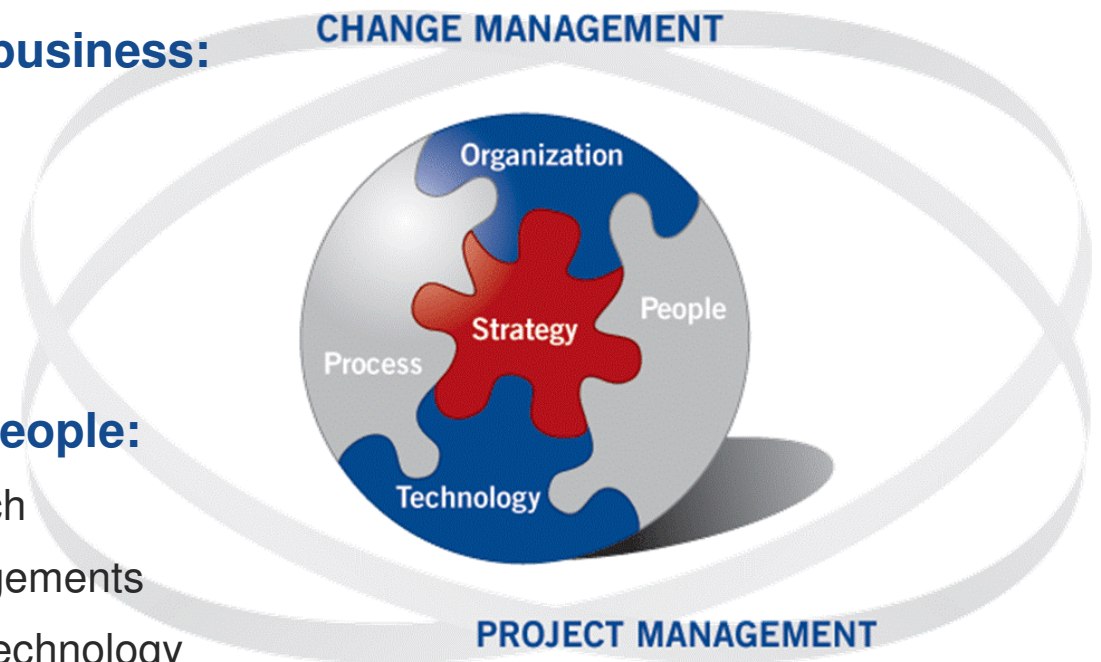 business:
CHANGE MANAGEMENT
Organization
People
Strategy
Process
eople:
Technology
ch
gements
echnology
PROJECT MANAGEMENT